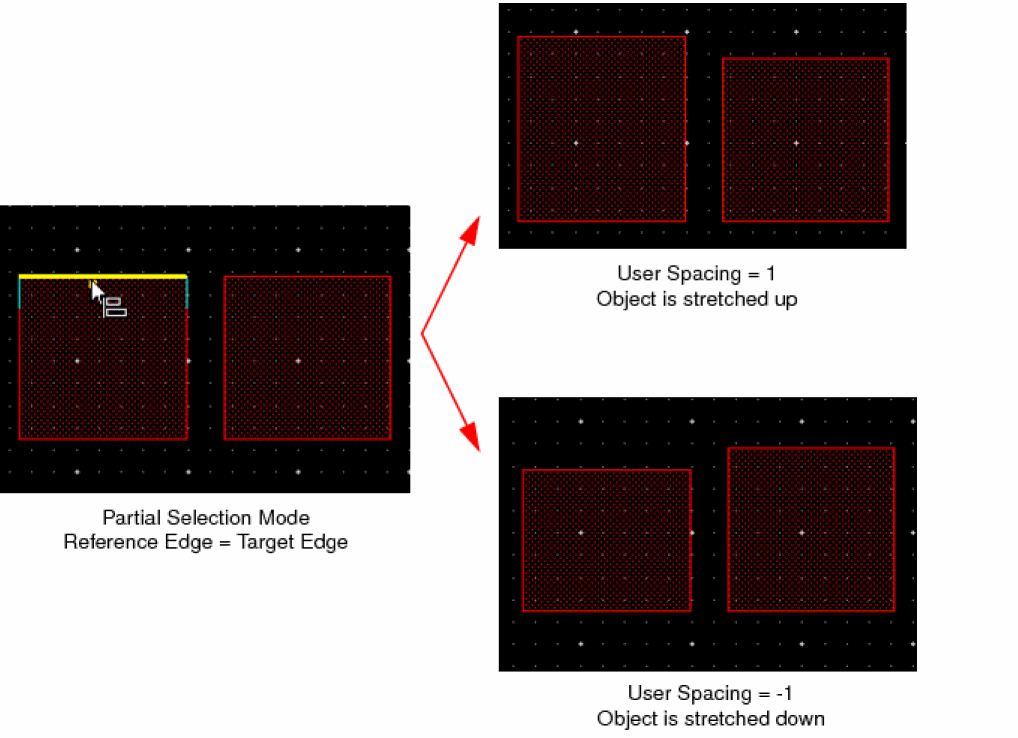 User Spacing = 1
Object is stretched up
Partial Selection Mode
Reference Edge = Target Edge
User Spacing = -1
Object is stretched down